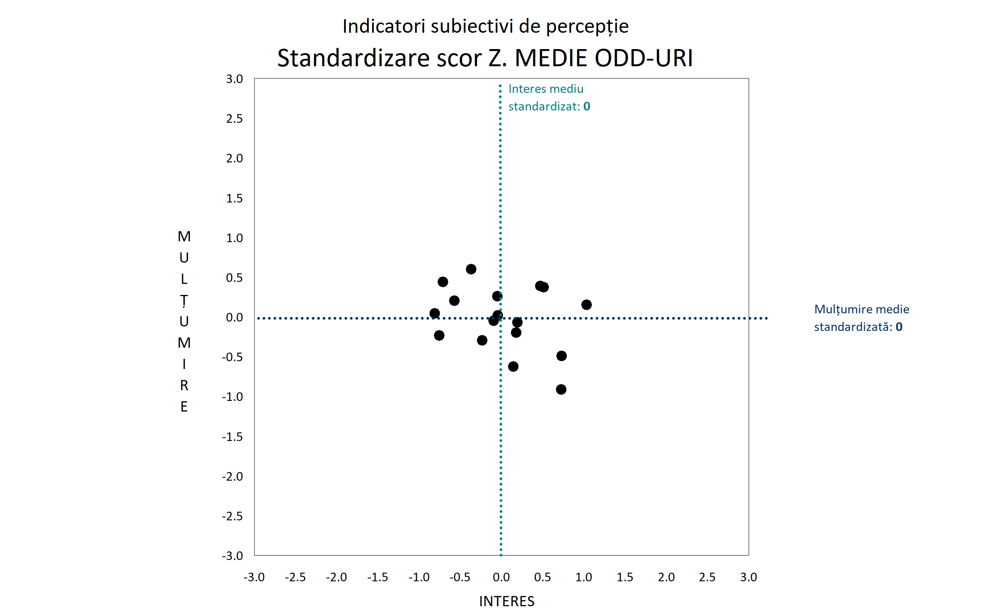 Indicatori subiectivi de percepție
Standardizare scor Z. MEDIE ODD-URI
3.0
2.5
2.0
1.5
1.0
0.5
0.0
-0.5
-1.0
-1.5
-2.0
-2.5
-3.0
Interes mediu
standardizat: 0
M
U
L
Ț
U
M
I
R
E
Mulțumire medie
standardizată: 0
-3.0 -2.5 -2.0 -1.5 -1.0 -0.5 0.0 0.5 1.0 1.5 2.0 2.5 3.0
INTERES